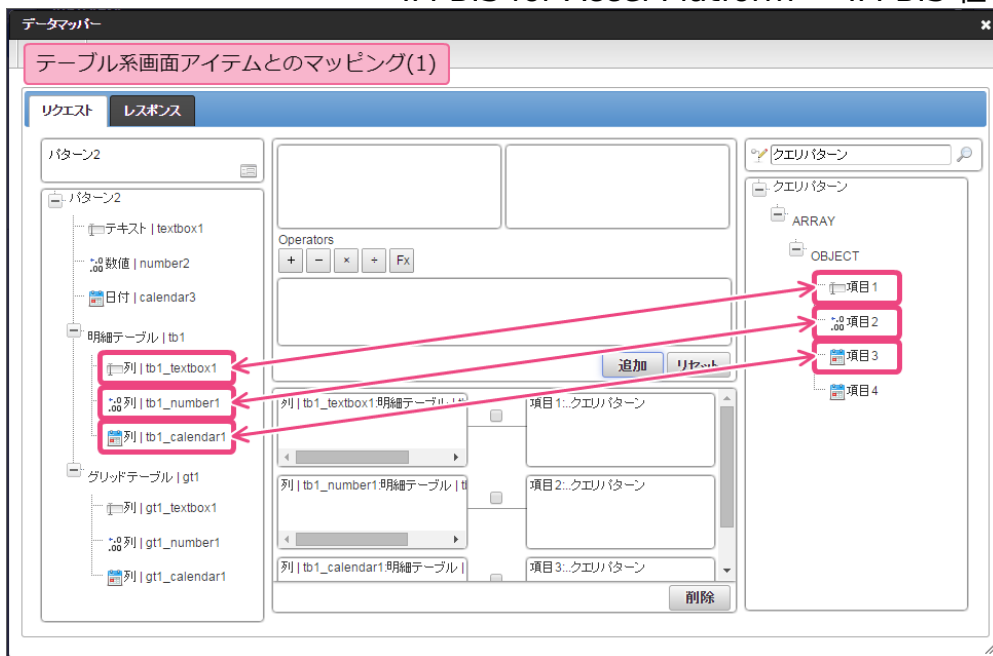 データマッパー
テーブル系画面アイテムとのマッピング(1)
リクエスト
レスポンス
パターン2
パターン2
テキスト | textbox1
数値 | number2
日付 | calendar3
明細テーブル | tb1
列 | tb1_textbox1
列 | tb1_number1
列 | tb1_calendar1
グリッドテーブル | gt1
列 | gt1_textbox1
列 | gt1_number1
列 | gt1_calendar1
Operators
+ − × ÷ Fx
追加
リセット
列 | tb1_textbox1:明細テーブル
項目1:..クエリパターン
列 | tb1_number1:明細テーブル |
項目2:..クエリパターン
列 | tb1_calendar1:明細テーブル |
項目3:..クエリパターン
削除
クエリパターン
クエリパターン
ARRAY
OBJECT
項目1
項目2
項目3
項目4